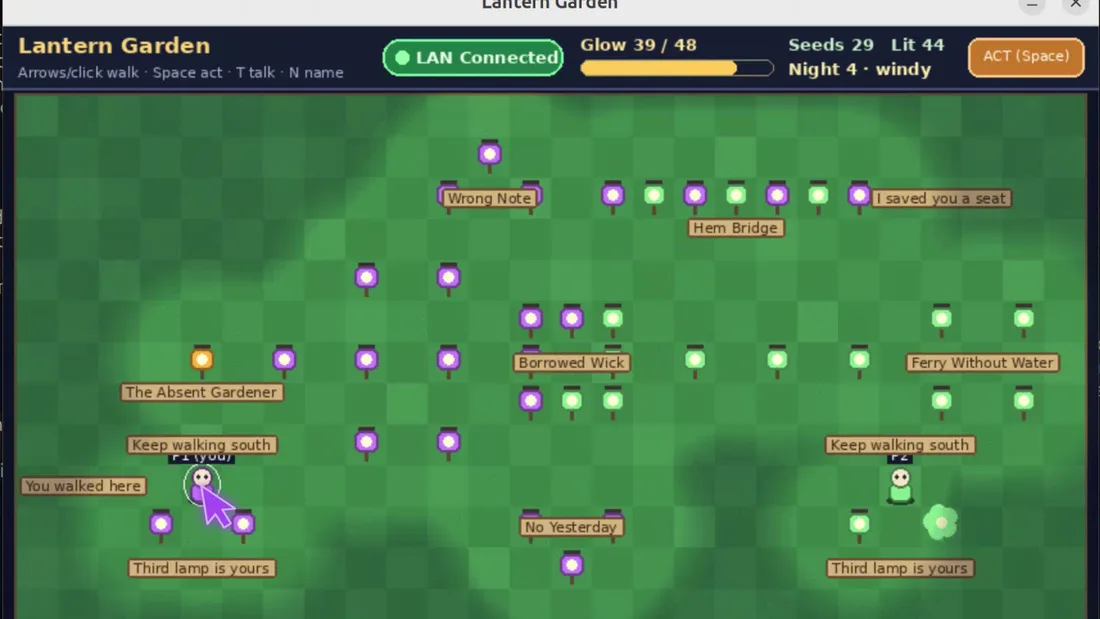 Lantern Garden
Lantern Garden
Arrows/click walk · Space act · T talk · N name
LAN Connected
Glow 39 / 48
Seeds 29 Lit 44
Night 4 · windy
ACT (Space)
Wrong Note
I saved you a seat
Hem Bridge
Borrowed Wick
Ferry Without Water
The Absent Gardener
Keep walking south
P1 (you)
Keep walking south
P2
You walked here
No Yesterday
Third lamp is yours
Third lamp is yours